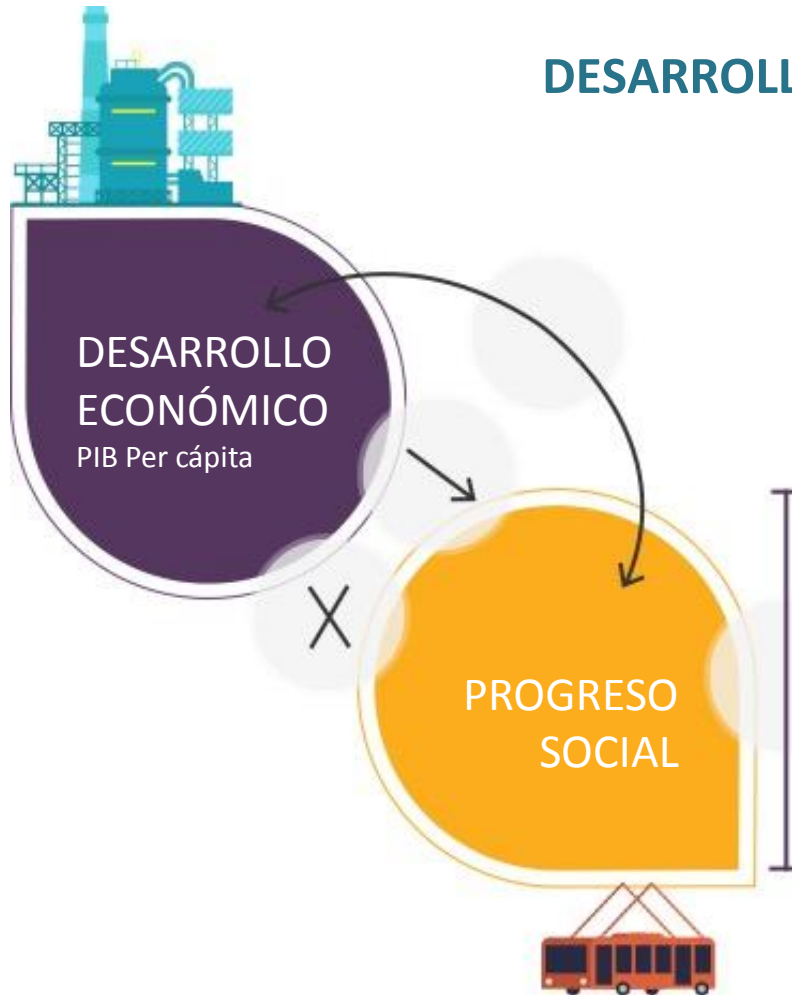 DESARROLL
DESARROLLO
ECONÓMICO
PIB Per cápita
X
PROGRESO
SOCIAL